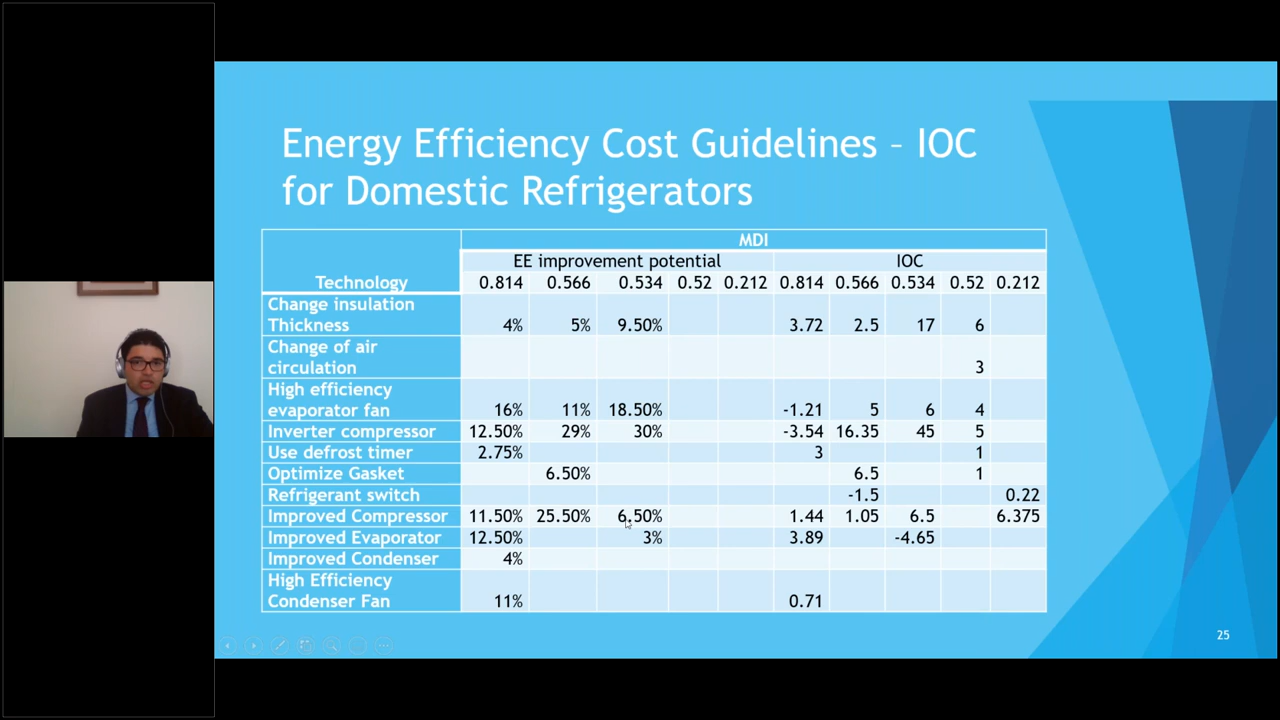 Energy Efficiency Cost Guidelines – IOC
for Domestic Refrigerators
MDI
EE improvement potential IOC
Technology 0.814 0.566 0.534 0.52 0.212 0.814 0.566 0.534 0.52 0.212
Change insulation
Thickness 4% 5% 9.50% 3.72 2.5 17 6
Change of air
circulation 3
High efficiency
evaporator fan 16% 11% 18.50% -1.21 5 6 4
Inverter compressor 12.50% 29% 30% -3.54 16.35 45 5
Use defrost timer 2.75% 3 1
Optimize Gasket 6.50% 6.5 1
Refrigerant switch -1.5 0.22
Improved Compressor 11.50% 25.50% 6.50% 1.44 1.05 6.5 6.375
Improved Evaporator 12.50% 3% 3.89 -4.65
Improved Condenser 4%
High Efficiency
Condenser Fan 11% 0.71
25